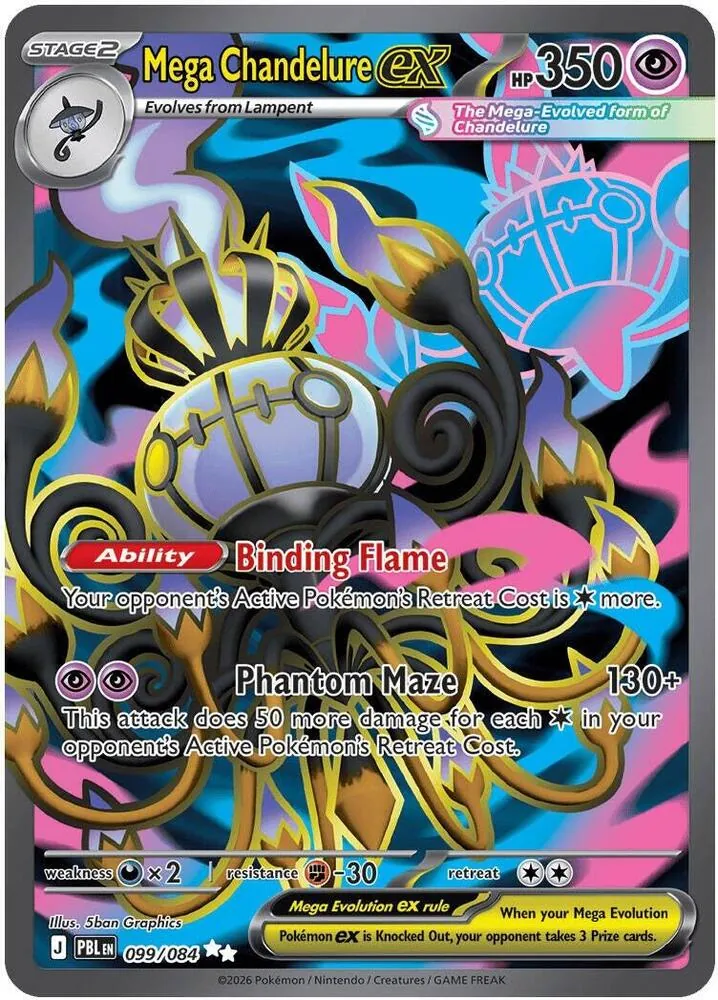 STAGE2
Mega Chandelure ex
HP 350
Evolves from Lampent
The Mega-Evolved form of
Chandelure
Ability Binding Flame
Your opponent's Active Pokémon's Retreat Cost is more.
Phantom Maze 130+
This attack does 50 more damage for each in your
opponent's Active Pokémon's Retreat Cost.
weakness ×2 resistance -30 retreat
Mega Evolution ex rule
When your Mega Evolution
Pokémon ex is Knocked Out, your opponent takes 3 Prize cards.
Illus. 5ban Graphics
J PBL EN 099/084
©2026 Pokémon / Nintendo / Creatures / GAME FREAK